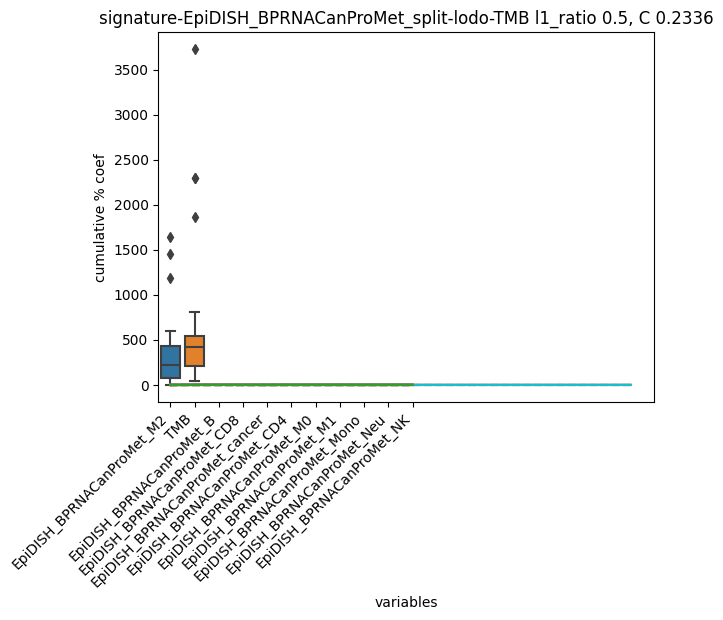 signature-EpiDISH_BPRNACanProMet_split-lodo-TMB l1_ratio 0.5, C 0.2336
cumulative % coef
3500
3000
2500
2000
1500
1000
500
0
EpiDISH_BPRNACanProMet_M2
TMB
EpiDISH_BPRNACanProMet_B
EpiDISH_BPRNACanProMet_CD8
EpiDISH_BPRNACanProMet_cancer
EpiDISH_BPRNACanProMet_CD4
EpiDISH_BPRNACanProMet_M0
EpiDISH_BPRNACanProMet_M1
EpiDISH_BPRNACanProMet_Mono
EpiDISH_BPRNACanProMet_Neu
EpiDISH_BPRNACanProMet_NK
variables